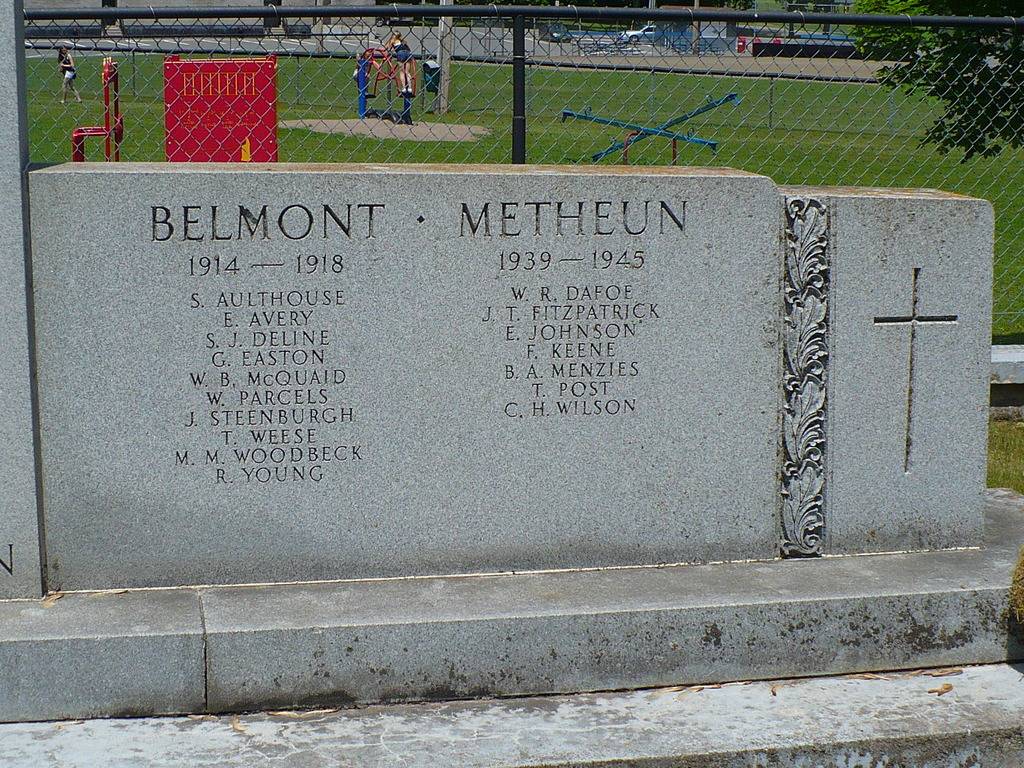 BELMONT · METHEUN
1914 — 1918
S. AULTHOUSE
E. AVERY
S. J. DELINE
G. EASTON
W. B. McQUAID
W. PARCELS
J. STEENBURGH
T. WEESE
M. M. WOODBECK
R. YOUNG
1939 — 1945
W. R. DAFOE
J. T. FITZPATRICK
E. JOHNSON
F. KEENE
B. A. MENZIES
T. POST
C. H. WILSON
N